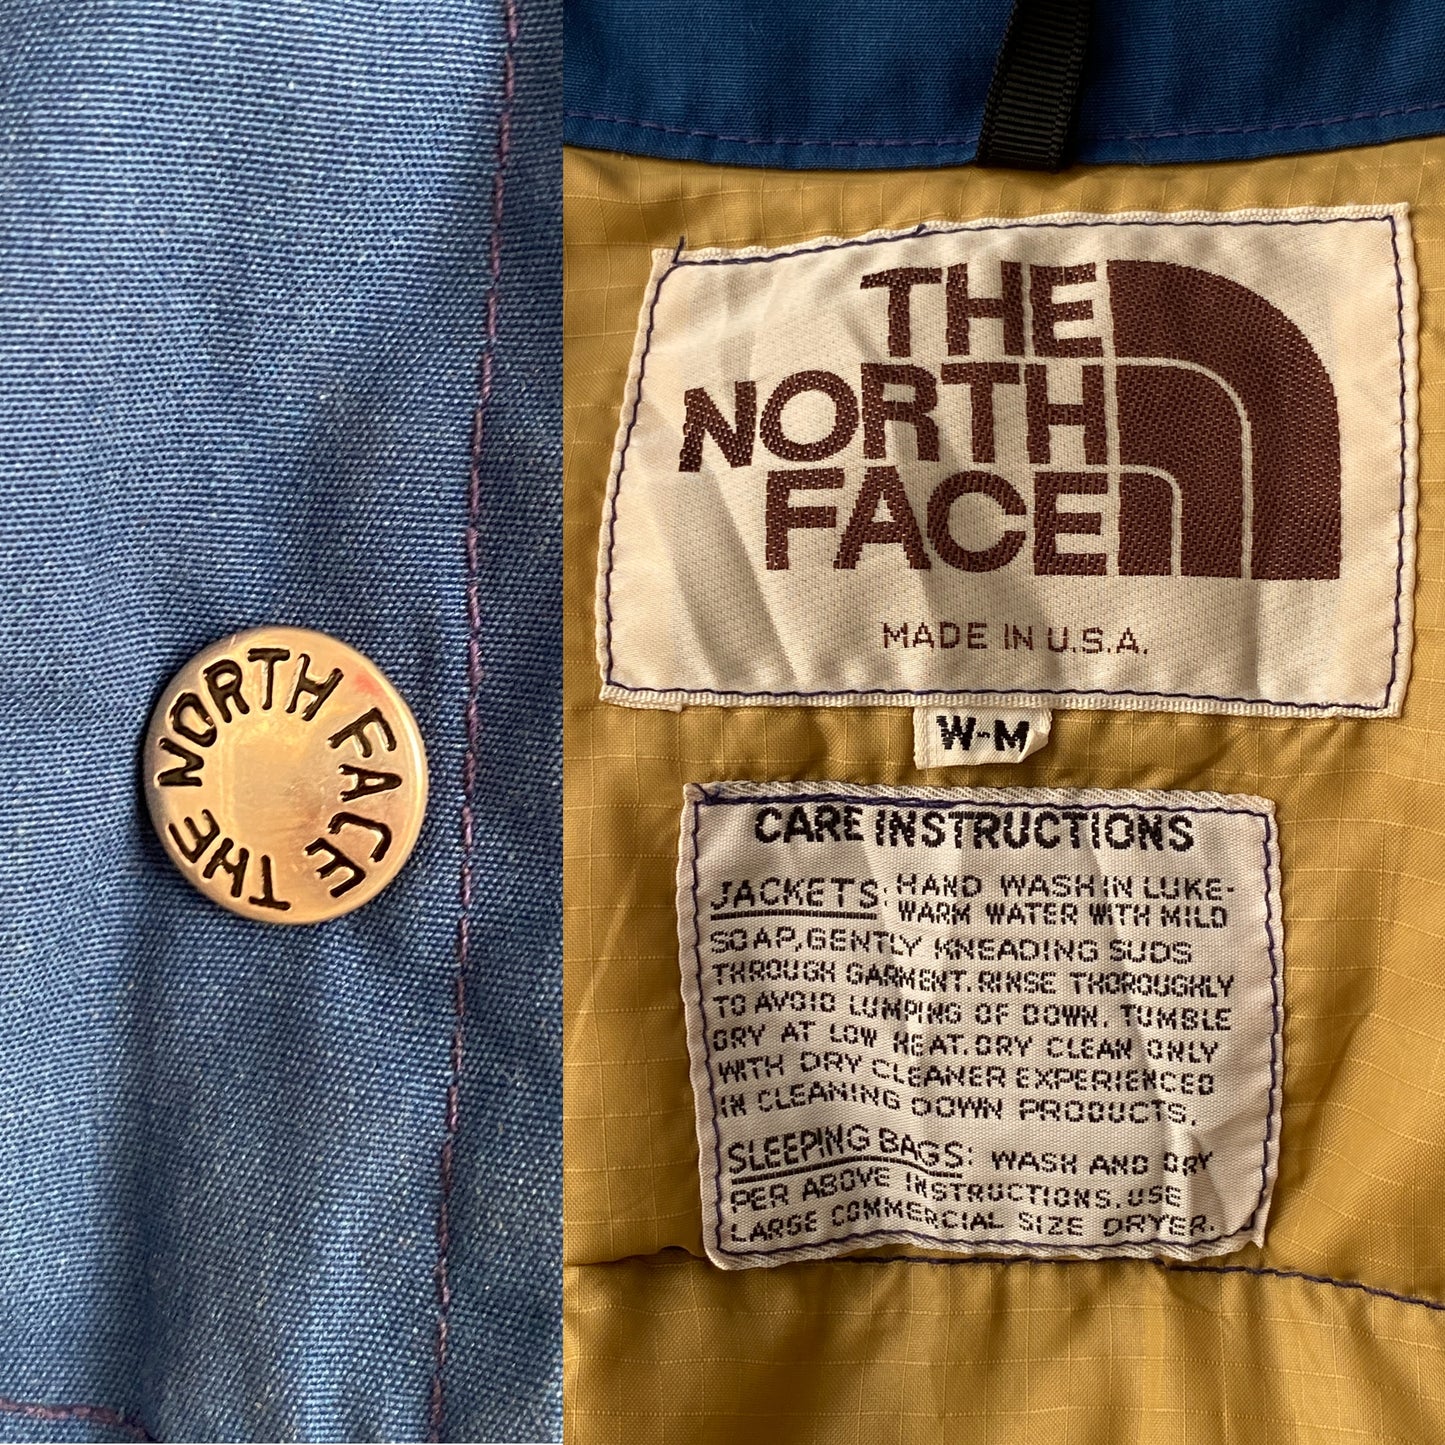 THE NORTH FACE
THE
NORTH
FACE
MADE IN U.S.A.
W-M
CARE INSTRUCTIONS
JACKETS: HAND WASH IN LUKE-
WARM WATER WITH MILD
SOAP, GENTLY KNEADING SUDS
THROUGH GARMENT. RINSE THOROUGHLY
TO AVOID LUMPING OF DOWN. TUMBLE
DRY AT LOW HEAT. DRY CLEAN ONLY
WITH DRY CLEANER EXPERIENCED
IN CLEANING DOWN PRODUCTS.
SLEEPING BAGS: WASH AND DRY
PER ABOVE INSTRUCTIONS. USE
LARGE COMMERCIAL SIZE DRYER.